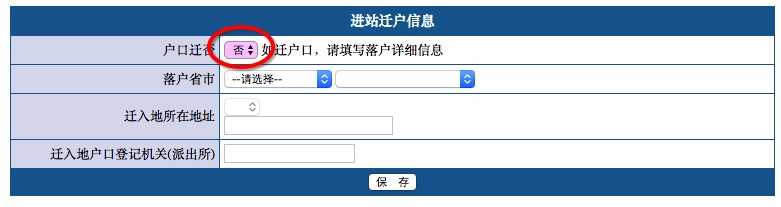 进站迁户信息
户口迁否 否 如迁户口，请填写落户详细信息
落户省市 --请选择--
迁入地所在地址
迁入地户口登记机关(派出所)
保 存